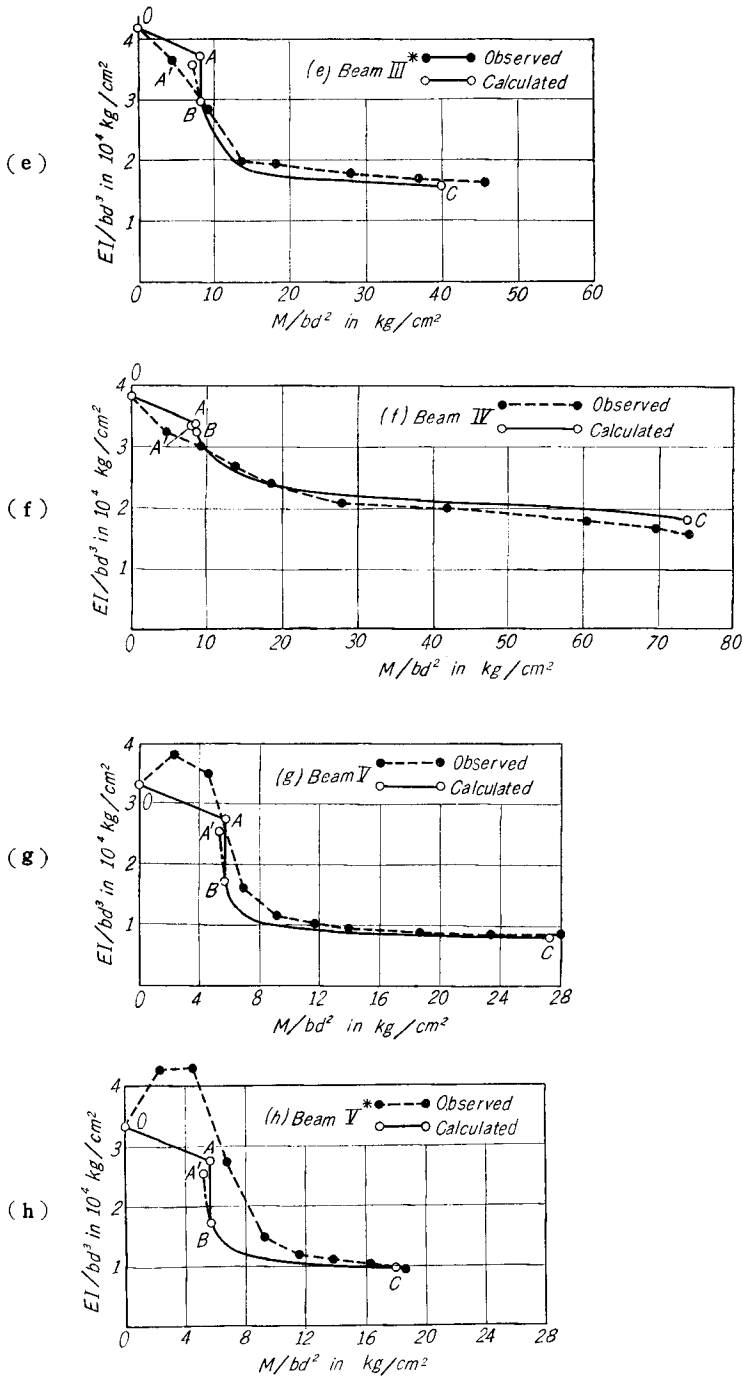 (e)
(e) Beam III * Observed
Calculated
EI/bd³ in 10⁴ kg/cm²
4
3
2
1
O
A
A'
B
C
0 10 20 30 40 50 60
M/bd² in kg/cm²
(f)
(f) Beam IV Observed
Calculated
EI/bd³ in 10⁴ kg/cm²
4
3
2
1
O
A
A'
B
C
0 10 20 30 40 50 60 70 80
M/bd² in kg/cm²
(g)
(g) Beam V Observed
Calculated
EI/bd³ in 10⁴ kg/cm²
4
3
2
1
O
A
A'
B
C
0 4 8 12 16 20 24 28
M/bd² in kg/cm²
(h)
(h) Beam V * Observed
Calculated
EI/bd³ in 10⁴ kg/cm²
4
3
2
1
O
A
A'
B
C
0 4 8 12 16 20 24 28
M/bd² in kg/cm²